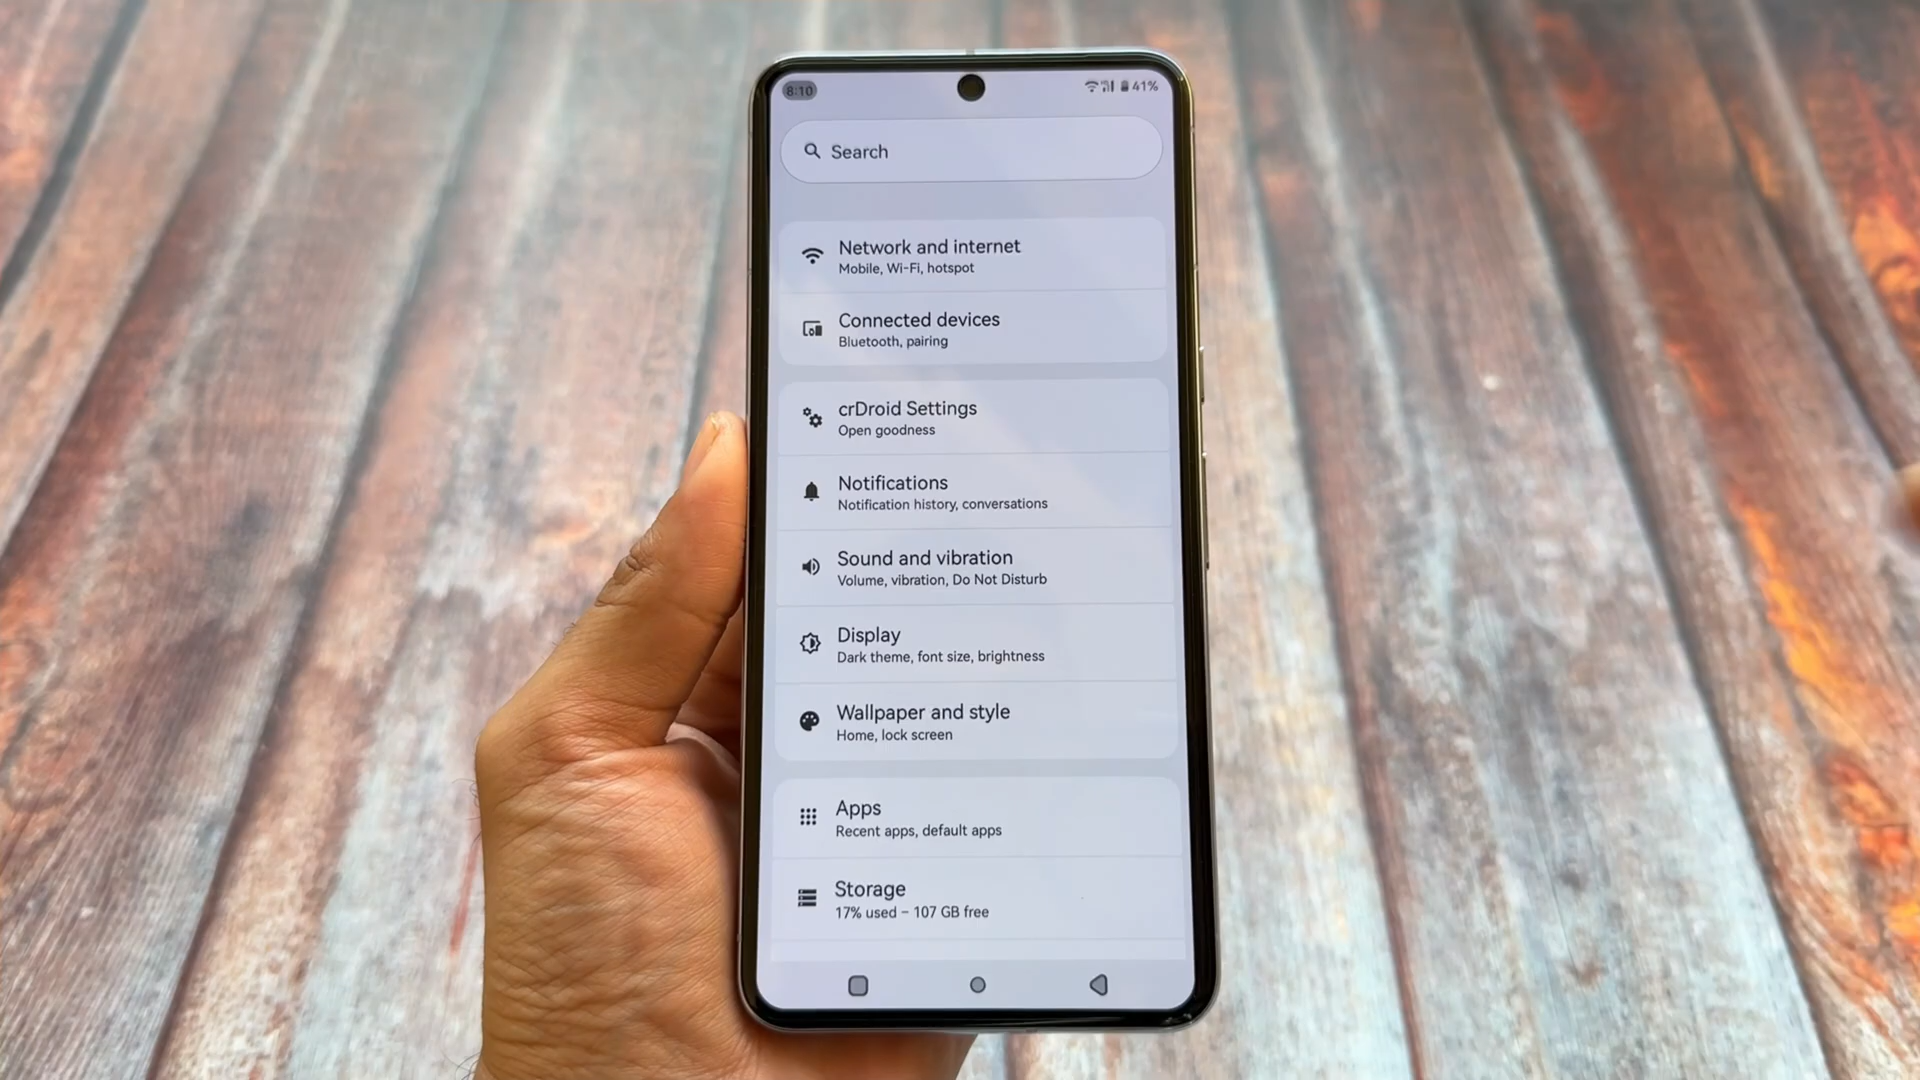 8:10
41%
Search
Network and internet
Mobile, Wi-Fi, hotspot
Connected devices
Bluetooth, pairing
crDroid Settings
Open goodness
Notifications
Notification history, conversations
Sound and vibration
Volume, vibration, Do Not Disturb
Display
Dark theme, font size, brightness
Wallpaper and style
Home, lock screen
Apps
Recent apps, default apps
Storage
17% used – 107 GB free